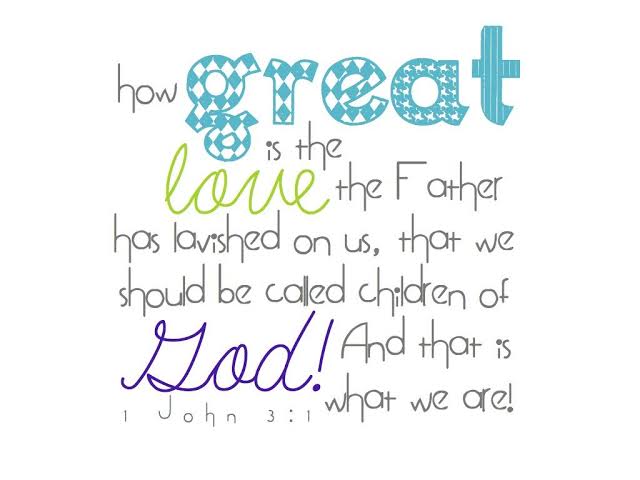 how great
is the
love the Father
has lavished on us, that we
should be called children of
God! And that is
what we are!
1 John 3:1